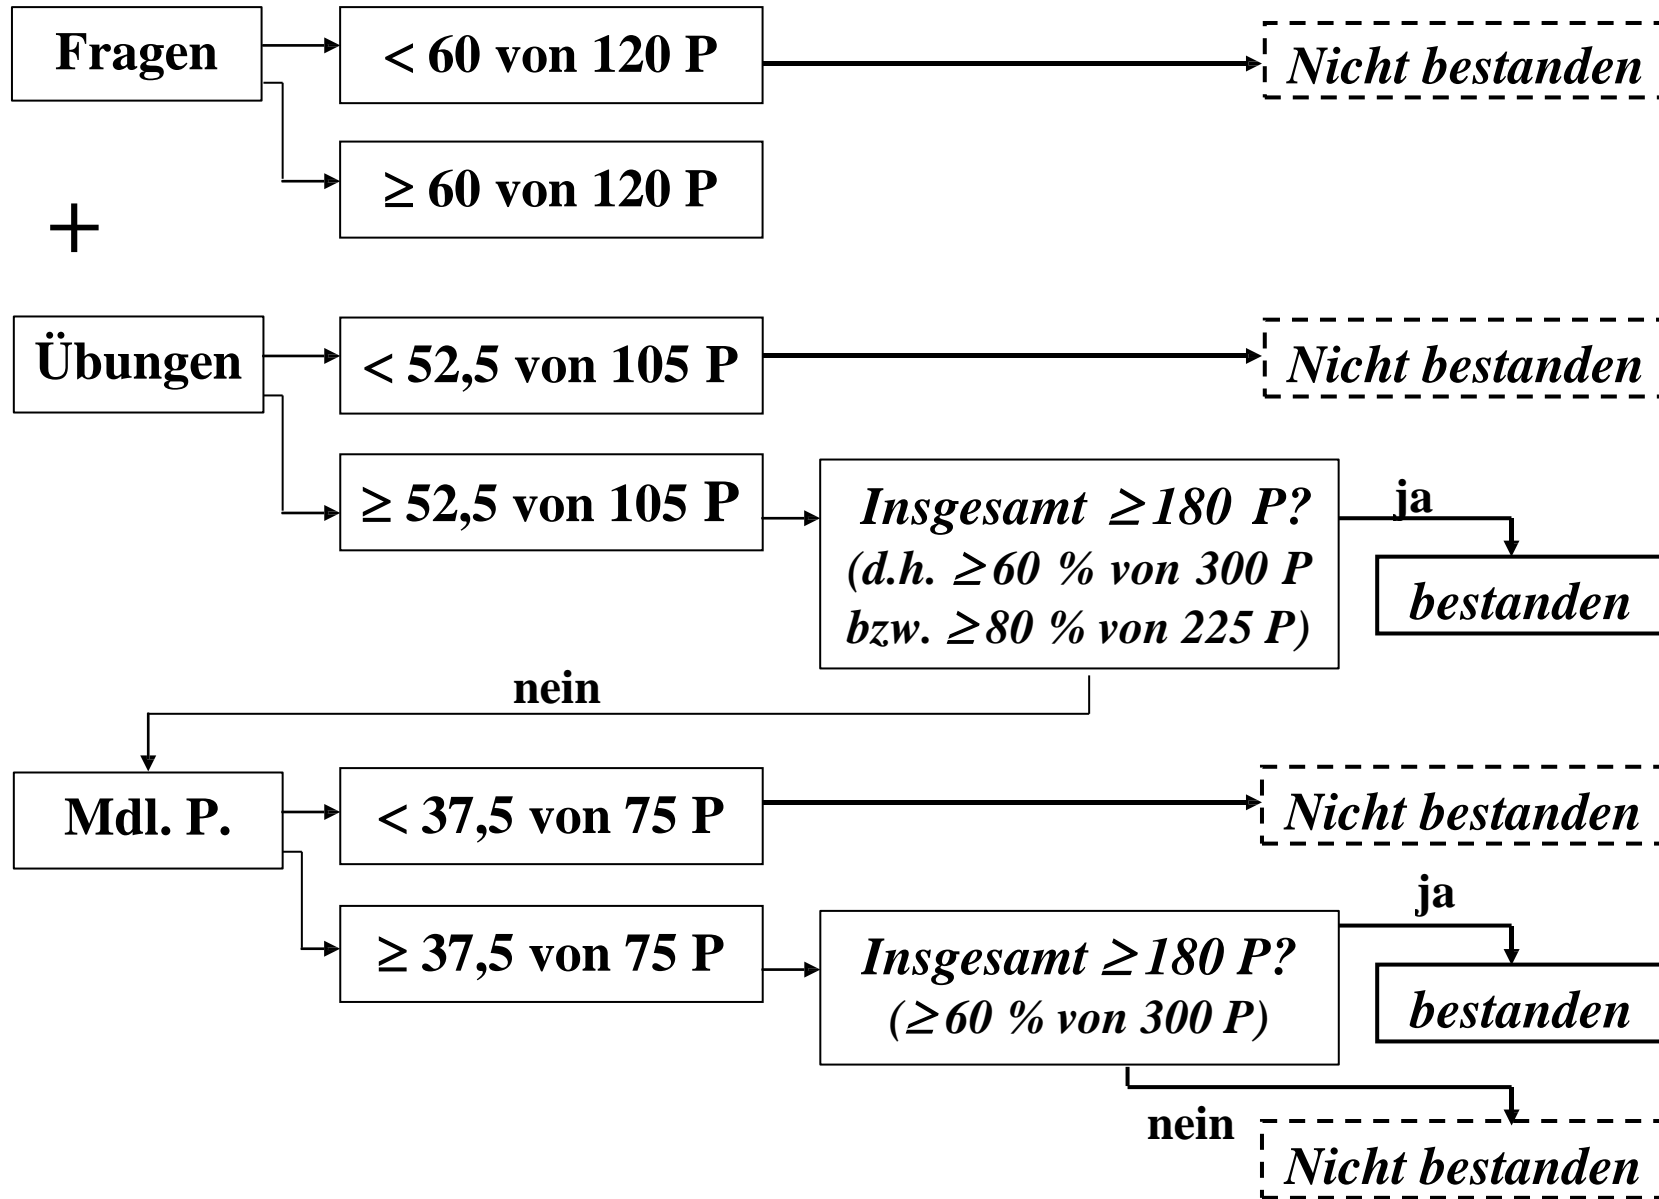 Fragen
< 60 von 120 P
Nicht bestanden
≥ 60 von 120 P
+
Übungen
< 52,5 von 105 P
Nicht bestanden
≥ 52,5 von 105 P
Insgesamt ≥ 180 P?
(d.h. ≥ 60 % von 300 P
bzw. ≥ 80 % von 225 P)
ja
bestanden
nein
Mdl. P.
< 37,5 von 75 P
Nicht bestanden
≥ 37,5 von 75 P
Insgesamt ≥ 180 P?
(≥ 60 % von 300 P)
ja
bestanden
nein
Nicht bestanden